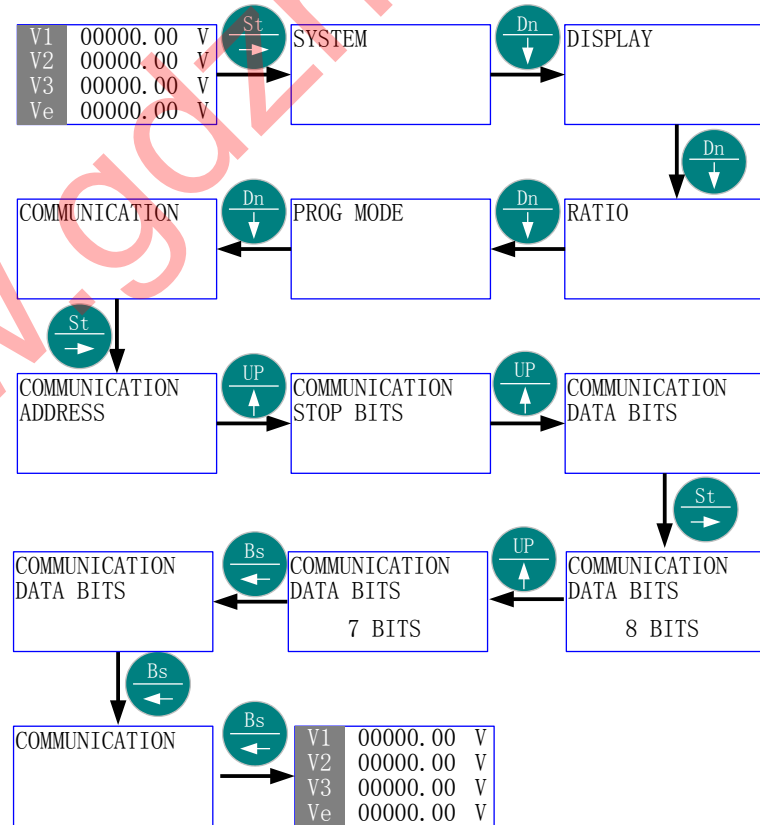 V1 00000.00 V
V2 00000.00 V
V3 00000.00 V
Ve 00000.00 V
St
SYSTEM
Dn
DISPLAY
Dn
COMMUNICATION
Dn
PROG MODE
Dn
RATIO
St
COMMUNICATION
ADDRESS
UP
COMMUNICATION
STOP BITS
UP
COMMUNICATION
DATA BITS
St
COMMUNICATION
DATA BITS
Bs
COMMUNICATION
DATA BITS
7 BITS
UP
COMMUNICATION
DATA BITS
8 BITS
Bs
COMMUNICATION
Bs
V1 00000.00 V
V2 00000.00 V
V3 00000.00 V
Ve 00000.00 V